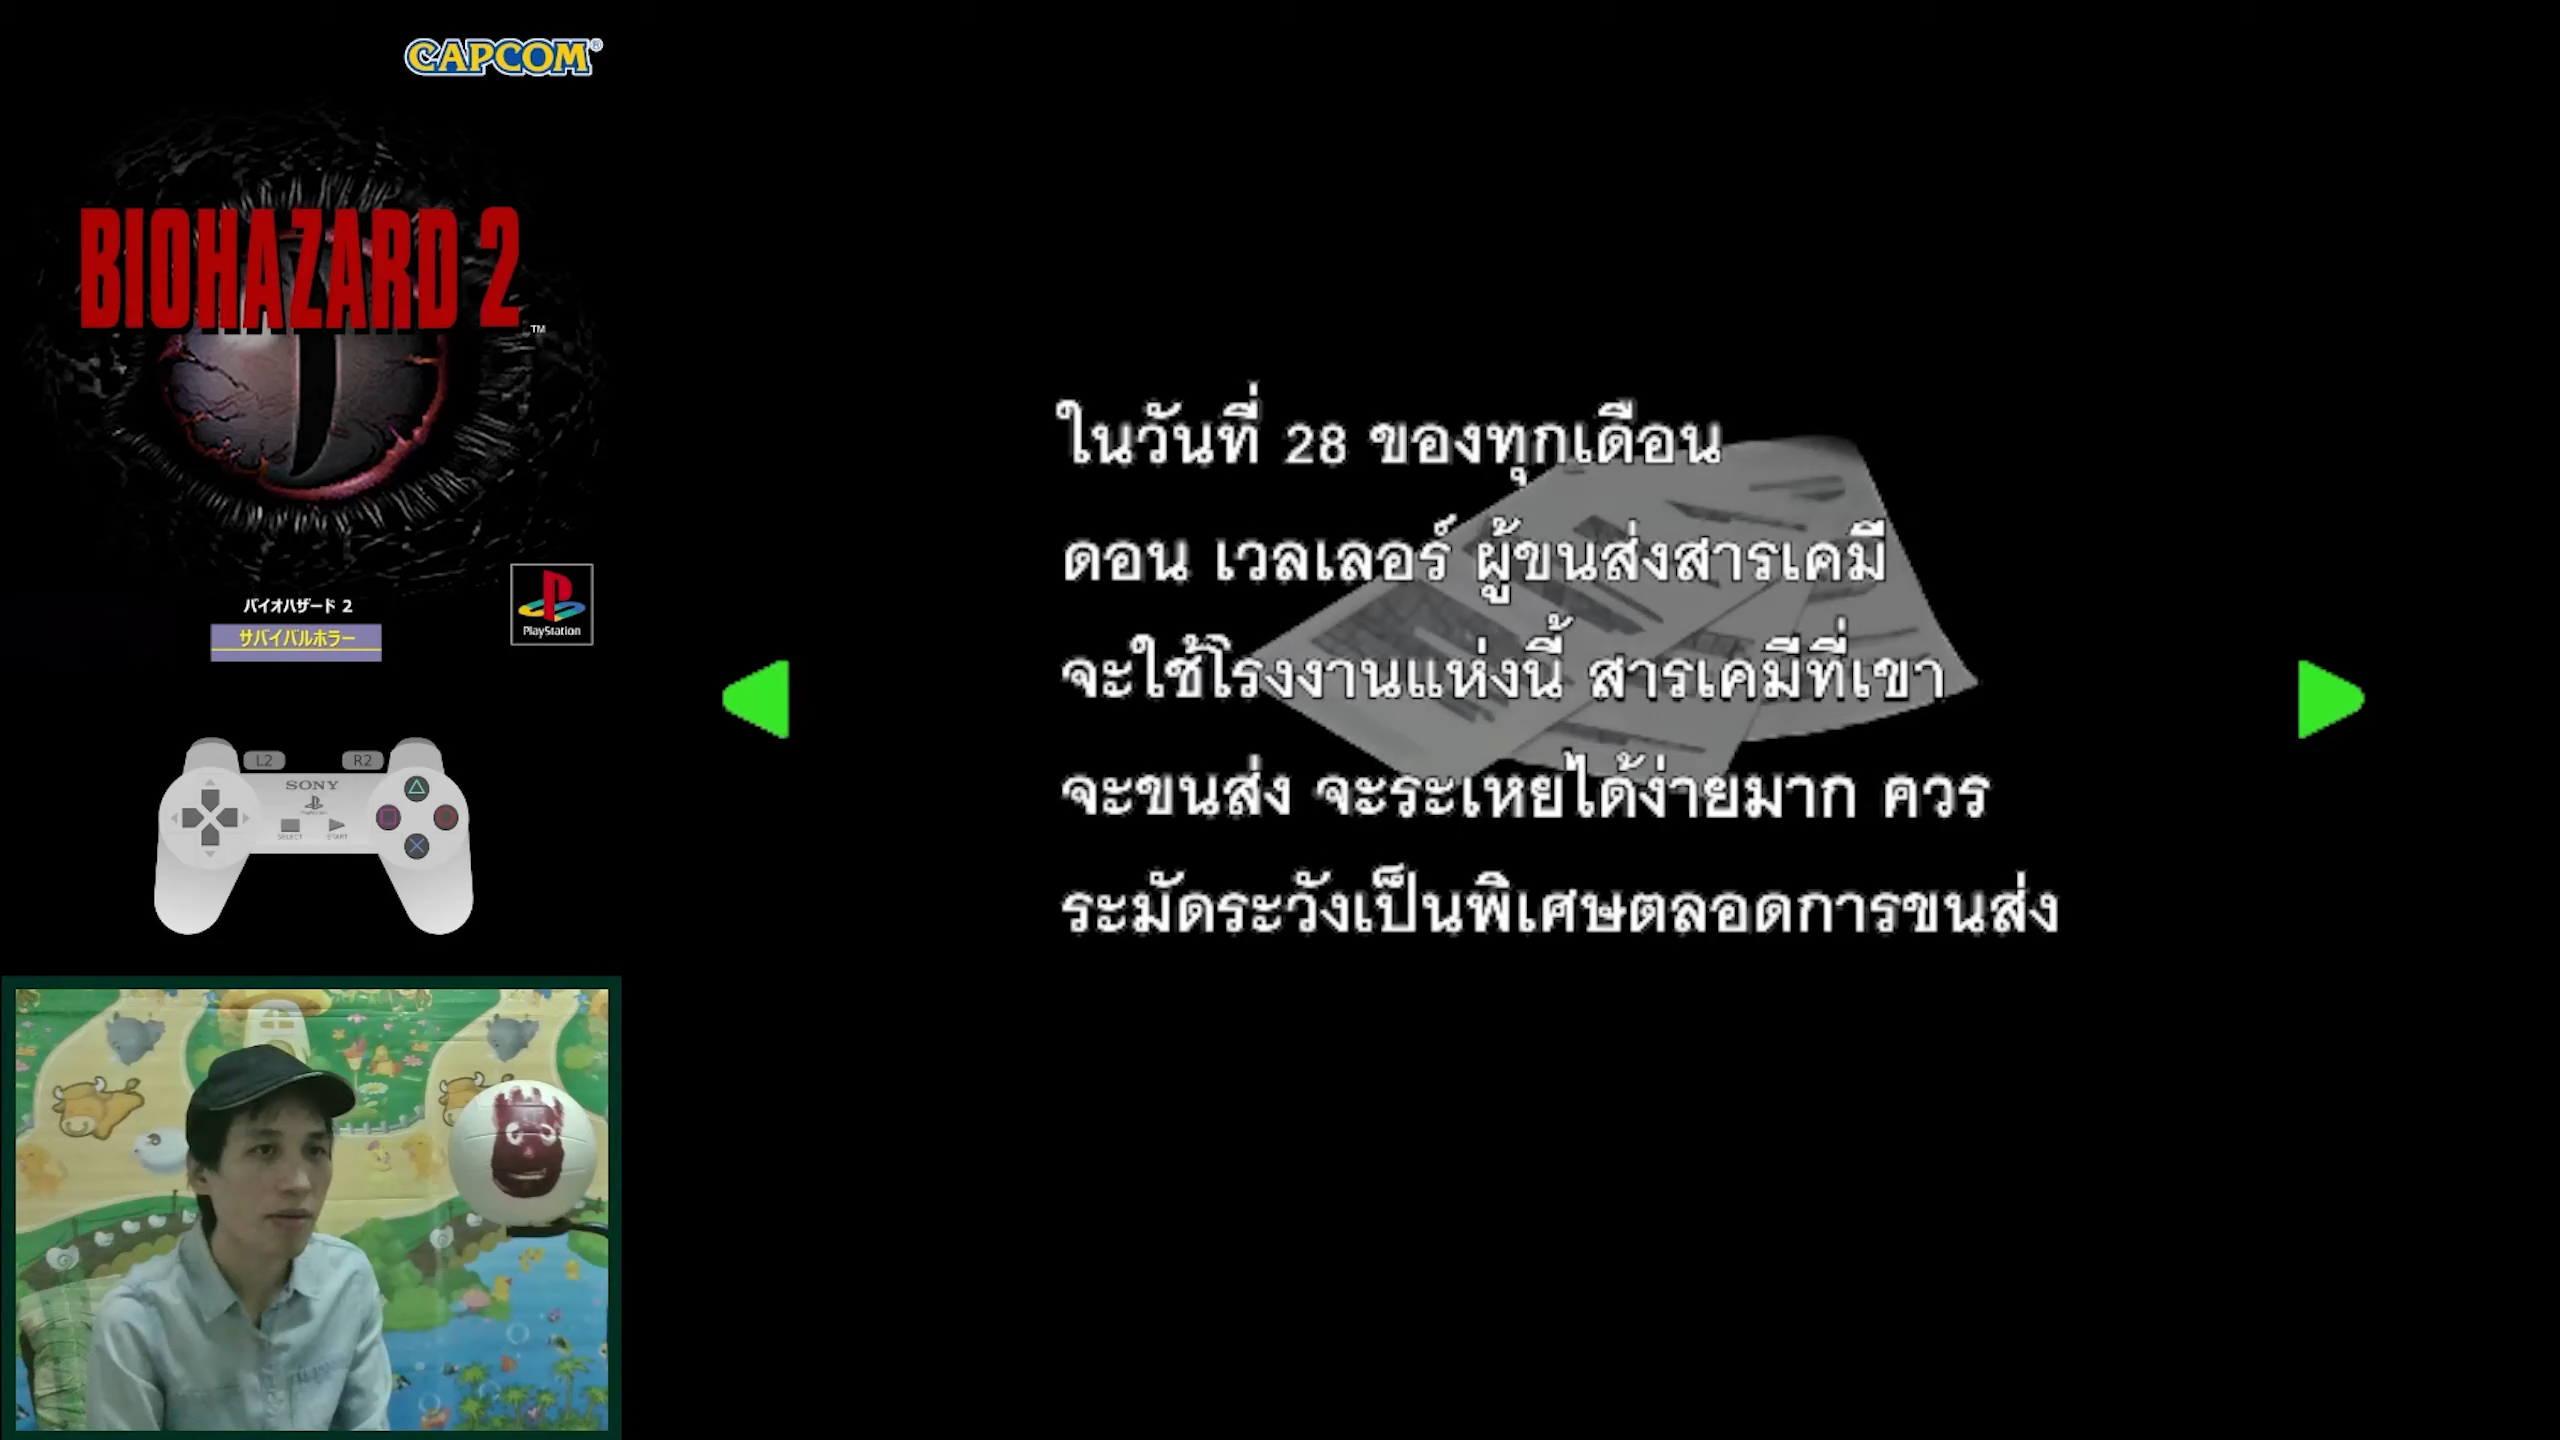 CAPCOM®
BIOHAZARD 2
TM
バイオハザード 2
サバイバルホラー
PlayStation
L2 R2
SONY
SELECT START
ในวันที่ 28 ของทุกเดือน
ดอน เวลเลอร์ ผู้ขนส่งสารเคมี
จะใช้โรงงานแห่งนี้ สารเคมีที่เขา
จะขนส่ง จะระเหยได้ง่ายมาก ควร
ระมัดระวังเป็นพิเศษตลอดการขนส่ง